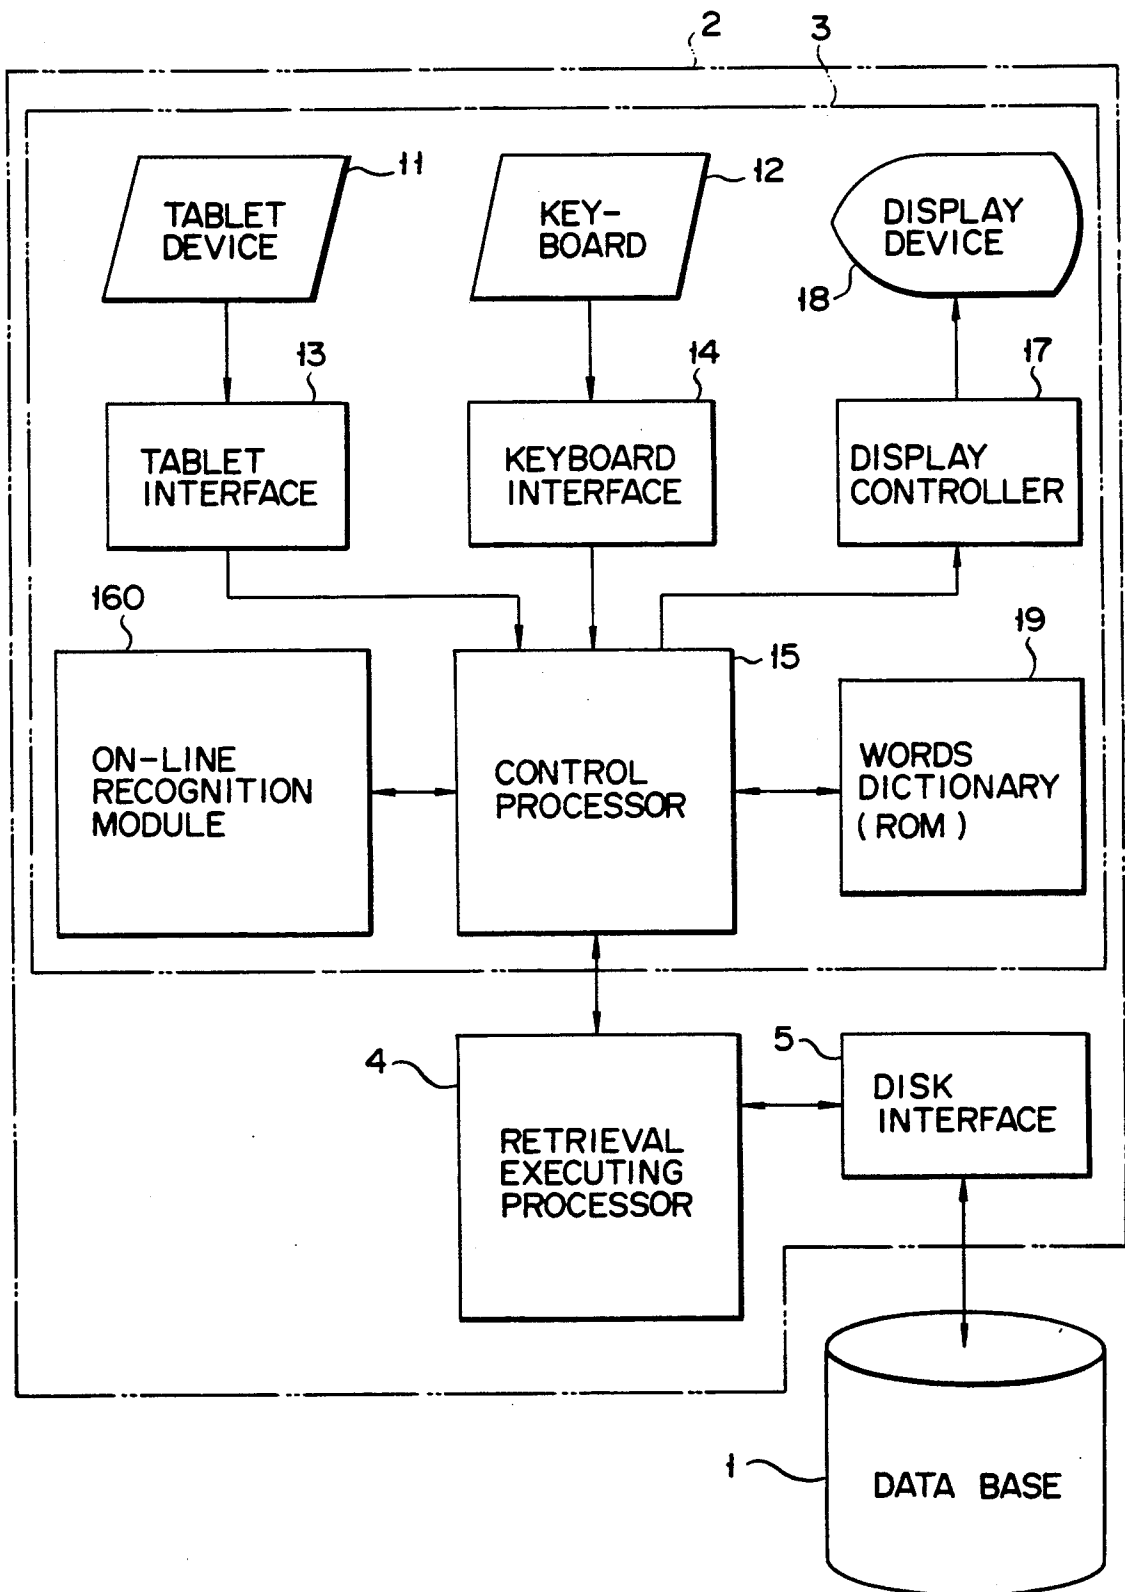 2
3
11
TABLET
DEVICE
12
KEY-
BOARD
DISPLAY
DEVICE
18
13
TABLET
INTERFACE
14
KEYBOARD
INTERFACE
17
DISPLAY
CONTROLLER
160
ON-LINE
RECOGNITION
MODULE
15
CONTROL
PROCESSOR
19
WORDS
DICTIONARY
(ROM)
4
RETRIEVAL
EXECUTING
PROCESSOR
5
DISK
INTERFACE
1
DATA BASE